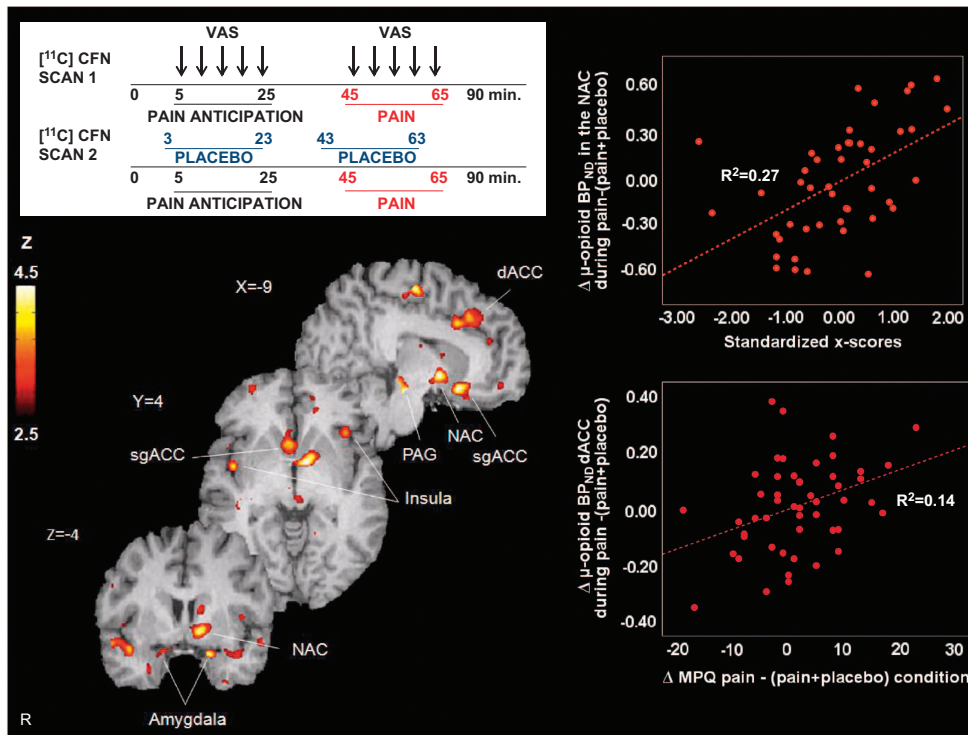 VAS VAS
[¹¹C] CFN
SCAN 1
0 5 25 45 65 90 min.
PAIN ANTICIPATION PAIN
[¹¹C] CFN
SCAN 2
3 23 43 63
PLACEBO PLACEBO
0 5 25 45 65 90 min.
PAIN ANTICIPATION PAIN
Z
4.5
2.5
X=-9
dACC
Y=4
sgACC
PAG
NAC
sgACC
Insula
Z=-4
NAC
Amygdala
R
Δ μ-opioid BP_ND in the NAC
during pain-(pain+placebo)
0.60
0.30
0.00
-0.30
-0.60
R²=0.27
-3.00 -1.00 0.00 1.00 2.00
Standardized x-scores
Δ μ-opioid BP_ND dACC
during pain -(pain+placebo)
-0.40
0.20
0.00
-0.20
-0.40
R²=0.14
-20 -10 0 10 20 30
Δ MPQ pain - (pain+placebo) condition